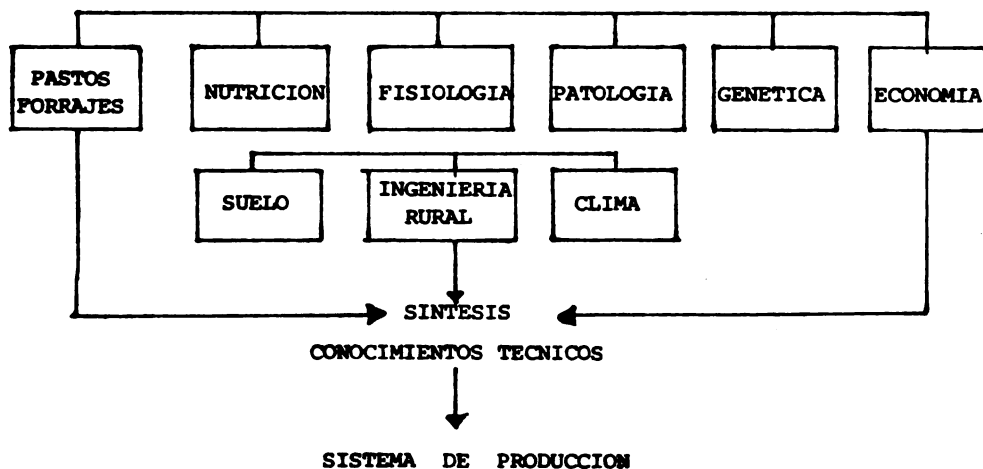 PASTOS
FORRAJES
NUTRICION
FISIOLOGIA
PATOLOGIA
GENETICA
ECONOMIA
SUELO
INGENIERIA
RURAL
CLIMA
SINTESIS
CONOCIMIENTOS TECNICOS
SISTEMA DE PRODUCCION